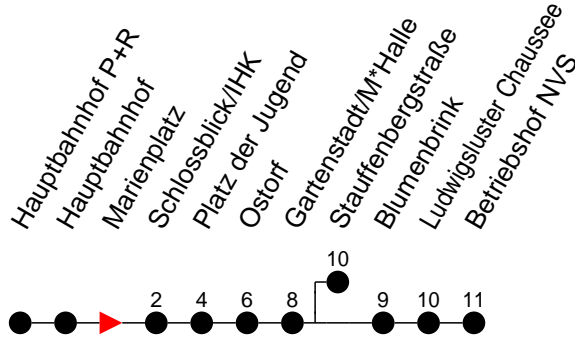 Hauptbahnhof P+R
Hauptbahnhof
Marienplatz
Schlossblick/IHK
Platz der Jugend
Ostorf
Gartenstadt/M*Halle
Stauffenbergstraße
Blumenbrink
Ludwigsluster Chaussee
Betriebshof NVS
10
2 4 6 8 9 10 11